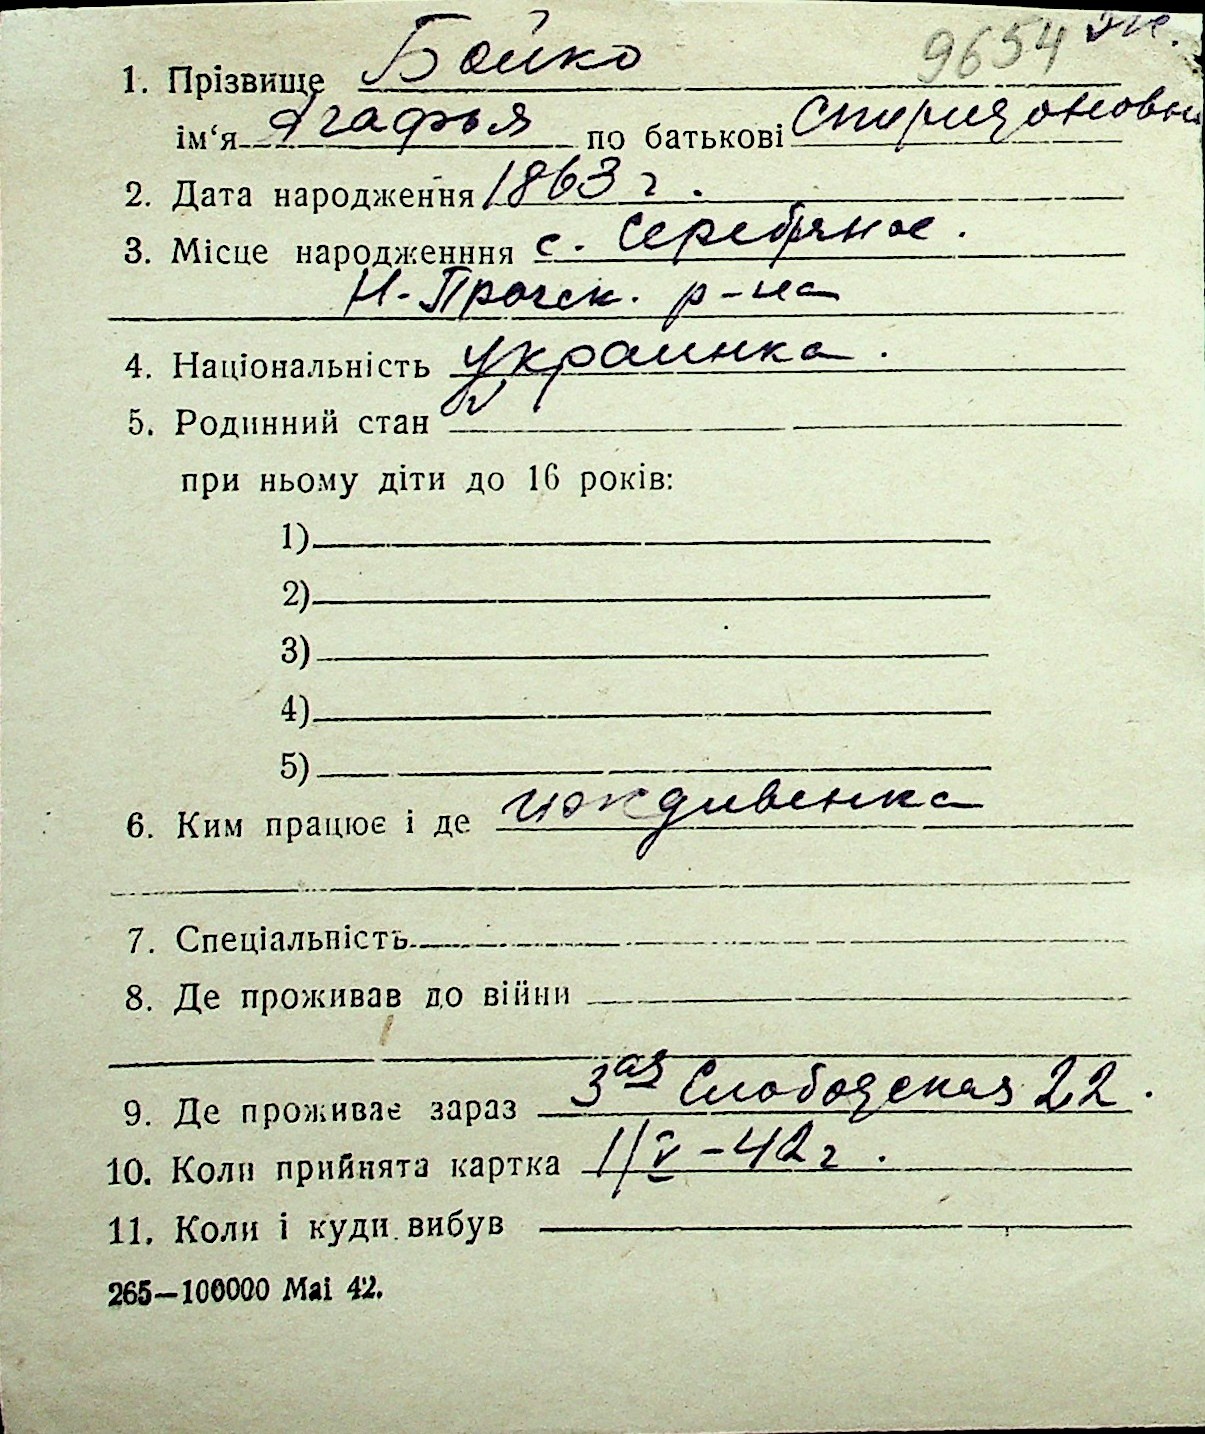 9654
1. Прізвище Бойко
ім‘я Агафья по батькові Спиридоновна
2. Дата народження 1863 г.
3. Місце народженння с. Серебряное.
р-на
4. Національність украинка.
5. Родинний стан
при ньому діти до 16 років:
1)
2)
3)
4)
5)
6. Ким працює і де иждивенка
7. Спеціальність
8. Де проживав до війни
9. Де проживає зараз 3ая Слободская 22.
10. Коли прийнята картка 1/V-42 г.
11. Коли і куди вибув
265—100000 Mai 42.